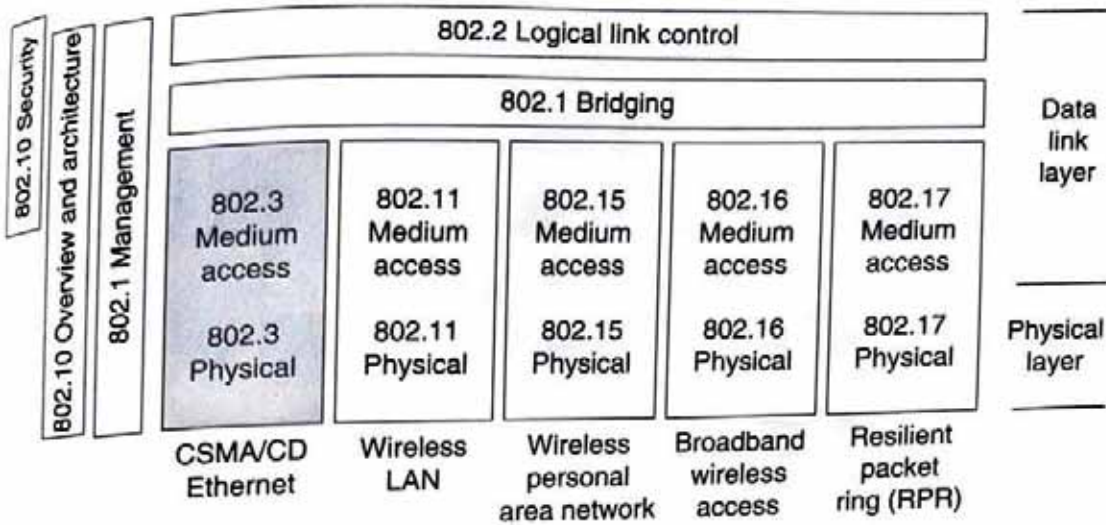 802.10 Security
802.10 Overview and architecture
802.1 Management
802.2 Logical link control
802.1 Bridging
802.3
Medium
access
802.3
Physical
CSMA/CD
Ethernet
802.11
Medium
access
802.11
Physical
Wireless
LAN
802.15
Medium
access
802.15
Physical
Wireless
personal
area network
802.16
Medium
access
802.16
Physical
Broadband
wireless
access
802.17
Medium
access
802.17
Physical
Resilient
packet
ring (RPR)
Data
link
layer
Physical
layer